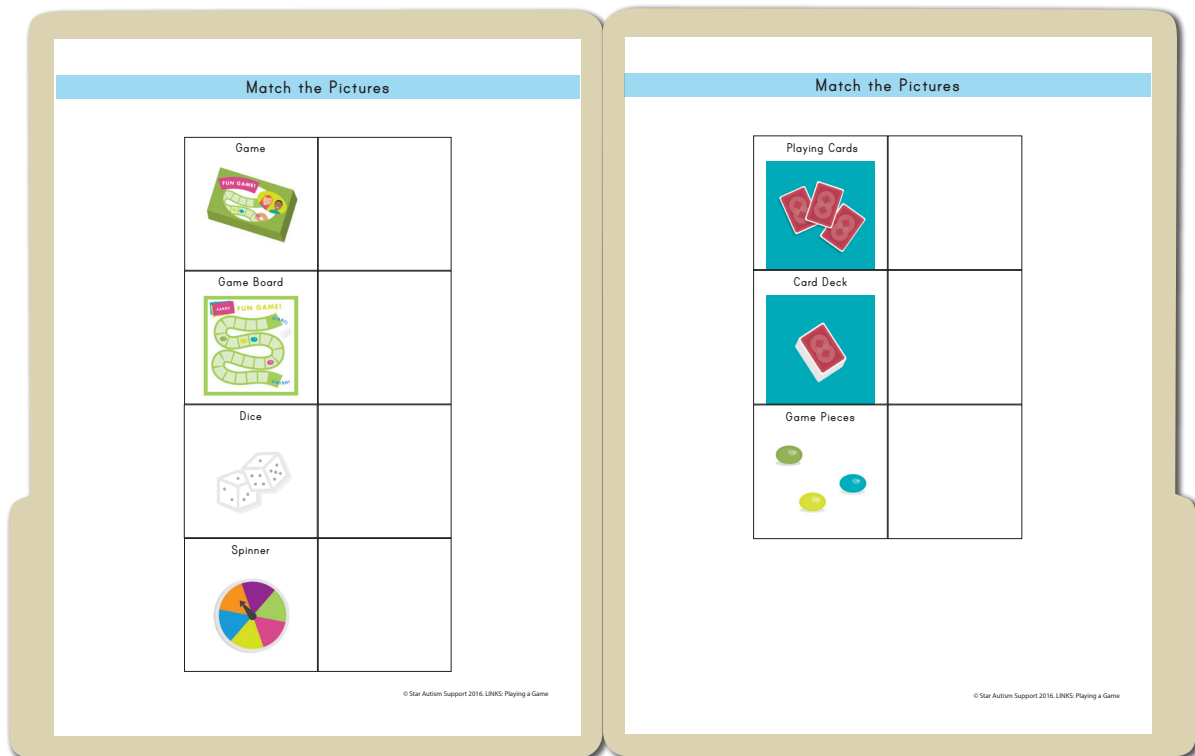 Match the Pictures
Game
FUN GAME!
Game Board
CARDS
FUN GAME!
START!
FINISH!
Dice
Spinner
© Star Autism Support 2016. LINKS: Playing a Game
Match the Pictures
Playing Cards
Card Deck
Game Pieces
© Star Autism Support 2016. LINKS: Playing a Game